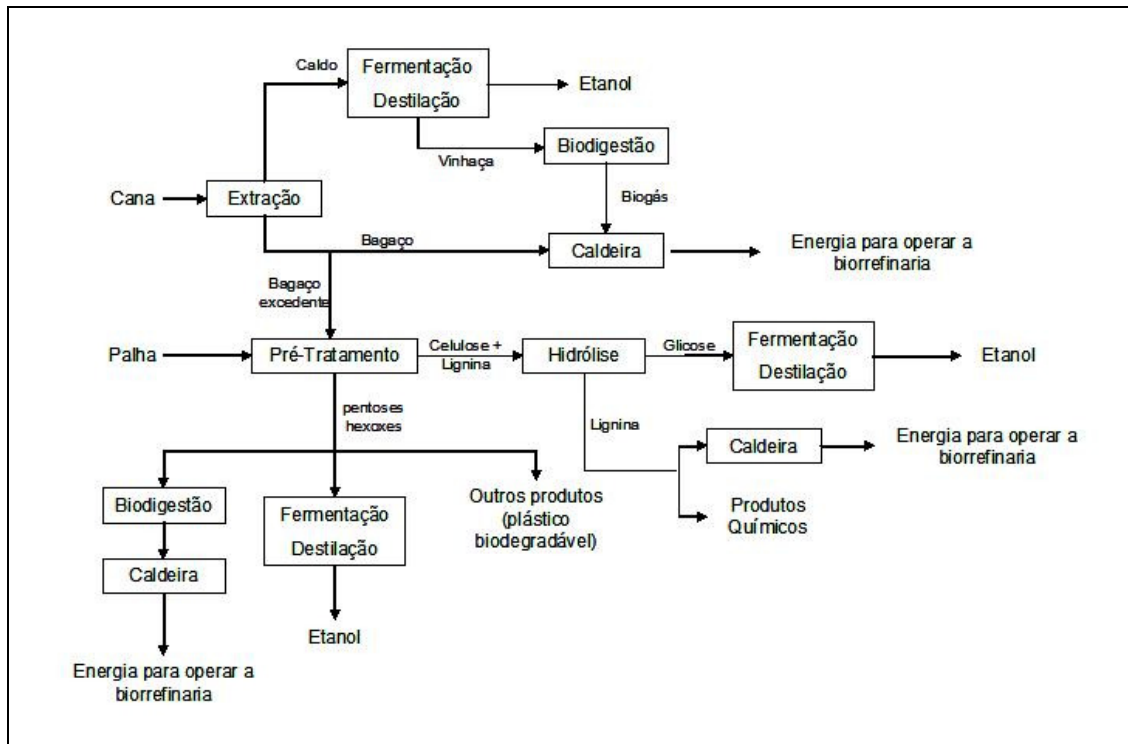 Caldo
Fermentação
Destilação
Etanol
Vinhaça
Biodigestão
Biogás
Cana
Extração
Bagaço
Caldeira
Energia para operar a
biorrefinaria
Bagaço
excedente
Palha
Pré-Tratamento
Celulose +
Lignina
Hidrólise
Glicose
Fermentação
Destilação
Etanol
pentoses
hexoxes
Lignina
Caldeira
Energia para operar a
biorrefinaria
Produtos
Químicos
Biodigestão
Caldeira
Energia para operar a
biorrefinaria
Fermentação
Destilação
Etanol
Outros produtos
(plástico
biodegradável)